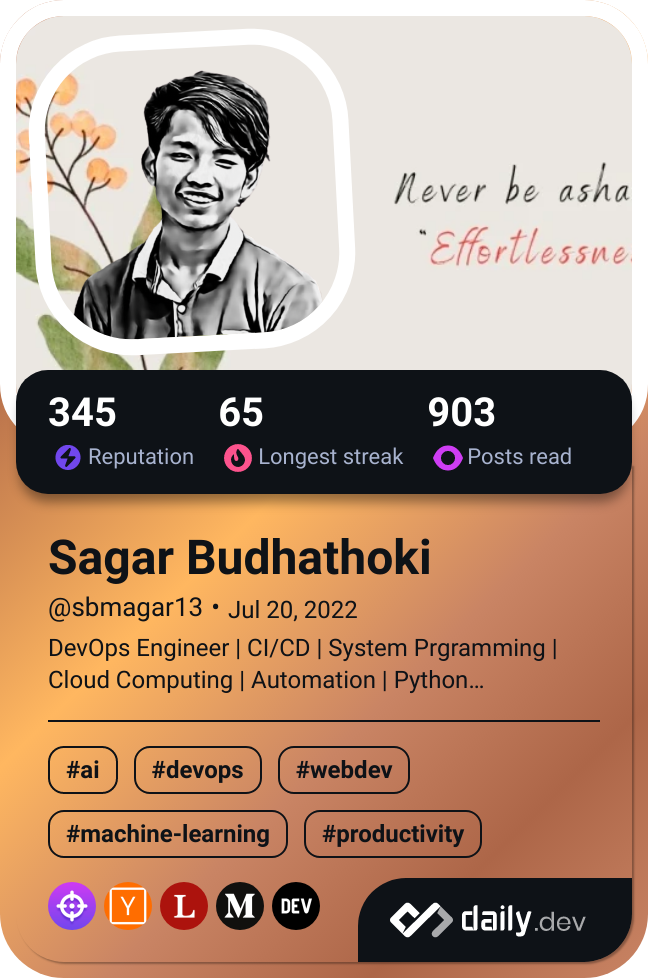 Never be asha
"Effortlessne
345 65 903
Reputation Longest streak Posts read
Sagar Budhathoki
@sbmagar13 • Jul 20, 2022
DevOps Engineer | CI/CD | System Prgramming |
Cloud Computing | Automation | Python...
#ai #devops #webdev
#machine-learning #productivity
Y L M DEV
daily.dev